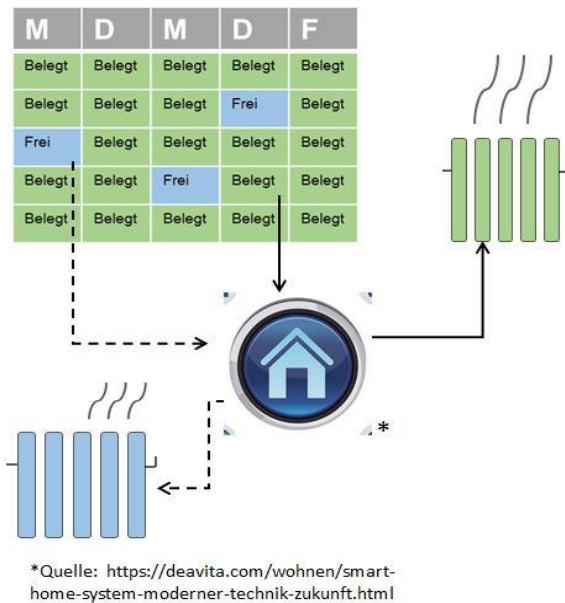 M D M D F
Belegt Belegt Belegt Belegt Belegt
Belegt Belegt Belegt Frei Belegt
Frei Belegt Belegt Belegt Belegt
Belegt Belegt Frei Belegt Belegt
Belegt Belegt Belegt Belegt Belegt
*
*Quelle: https://deavita.com/wohnen/smart-
home-system-moderner-technik-zukunft.html